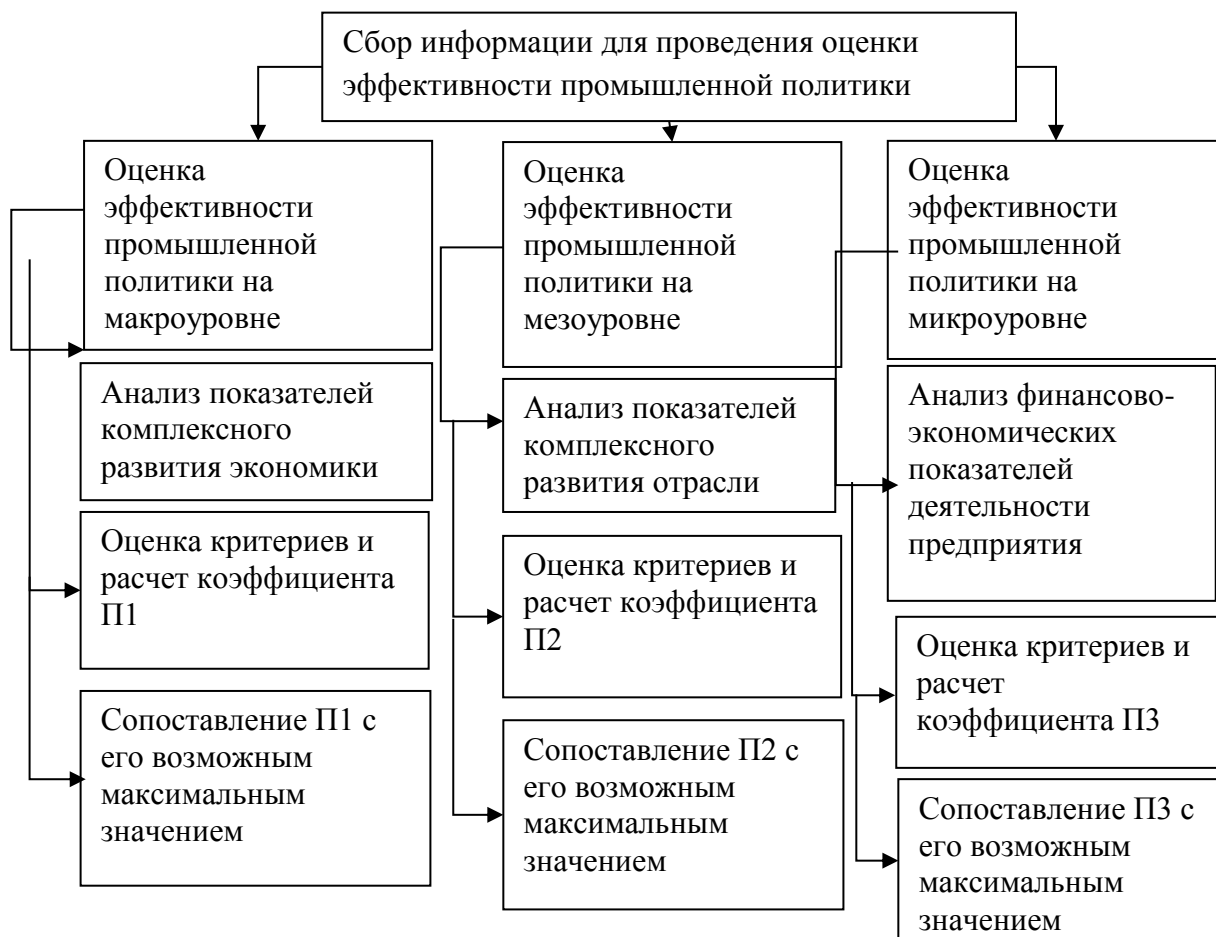 Сбор информации для проведения оценки
эффективности промышленной политики
Оценка
эффективности
промышленной
политики на
макроуровне
Оценка
эффективности
промышленной
политики на
мезоуровне
Оценка
эффективности
промышленной
политики на
микроуровне
Анализ показателей
комплексного
развития экономики
Анализ показателей
комплексного
развития отрасли
Анализ финансово-
экономических
показателей
деятельности
предприятия
Оценка критериев и
расчет коэффициента
П1
Оценка критериев и
расчет коэффициента
П2
Оценка критериев и
расчет
коэффициента П3
Сопоставление П1 с
его возможным
максимальным
значением
Сопоставление П2 с
его возможным
максимальным
значением
Сопоставление П3 с
его возможным
максимальным
значением